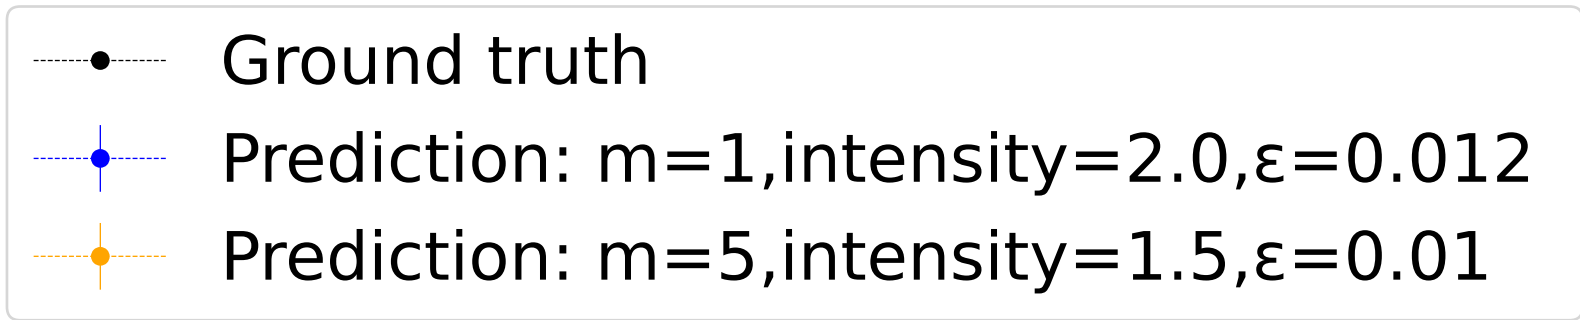 Ground truth
Prediction: m=1,intensity=2.0,ε=0.012
Prediction: m=5,intensity=1.5,ε=0.01